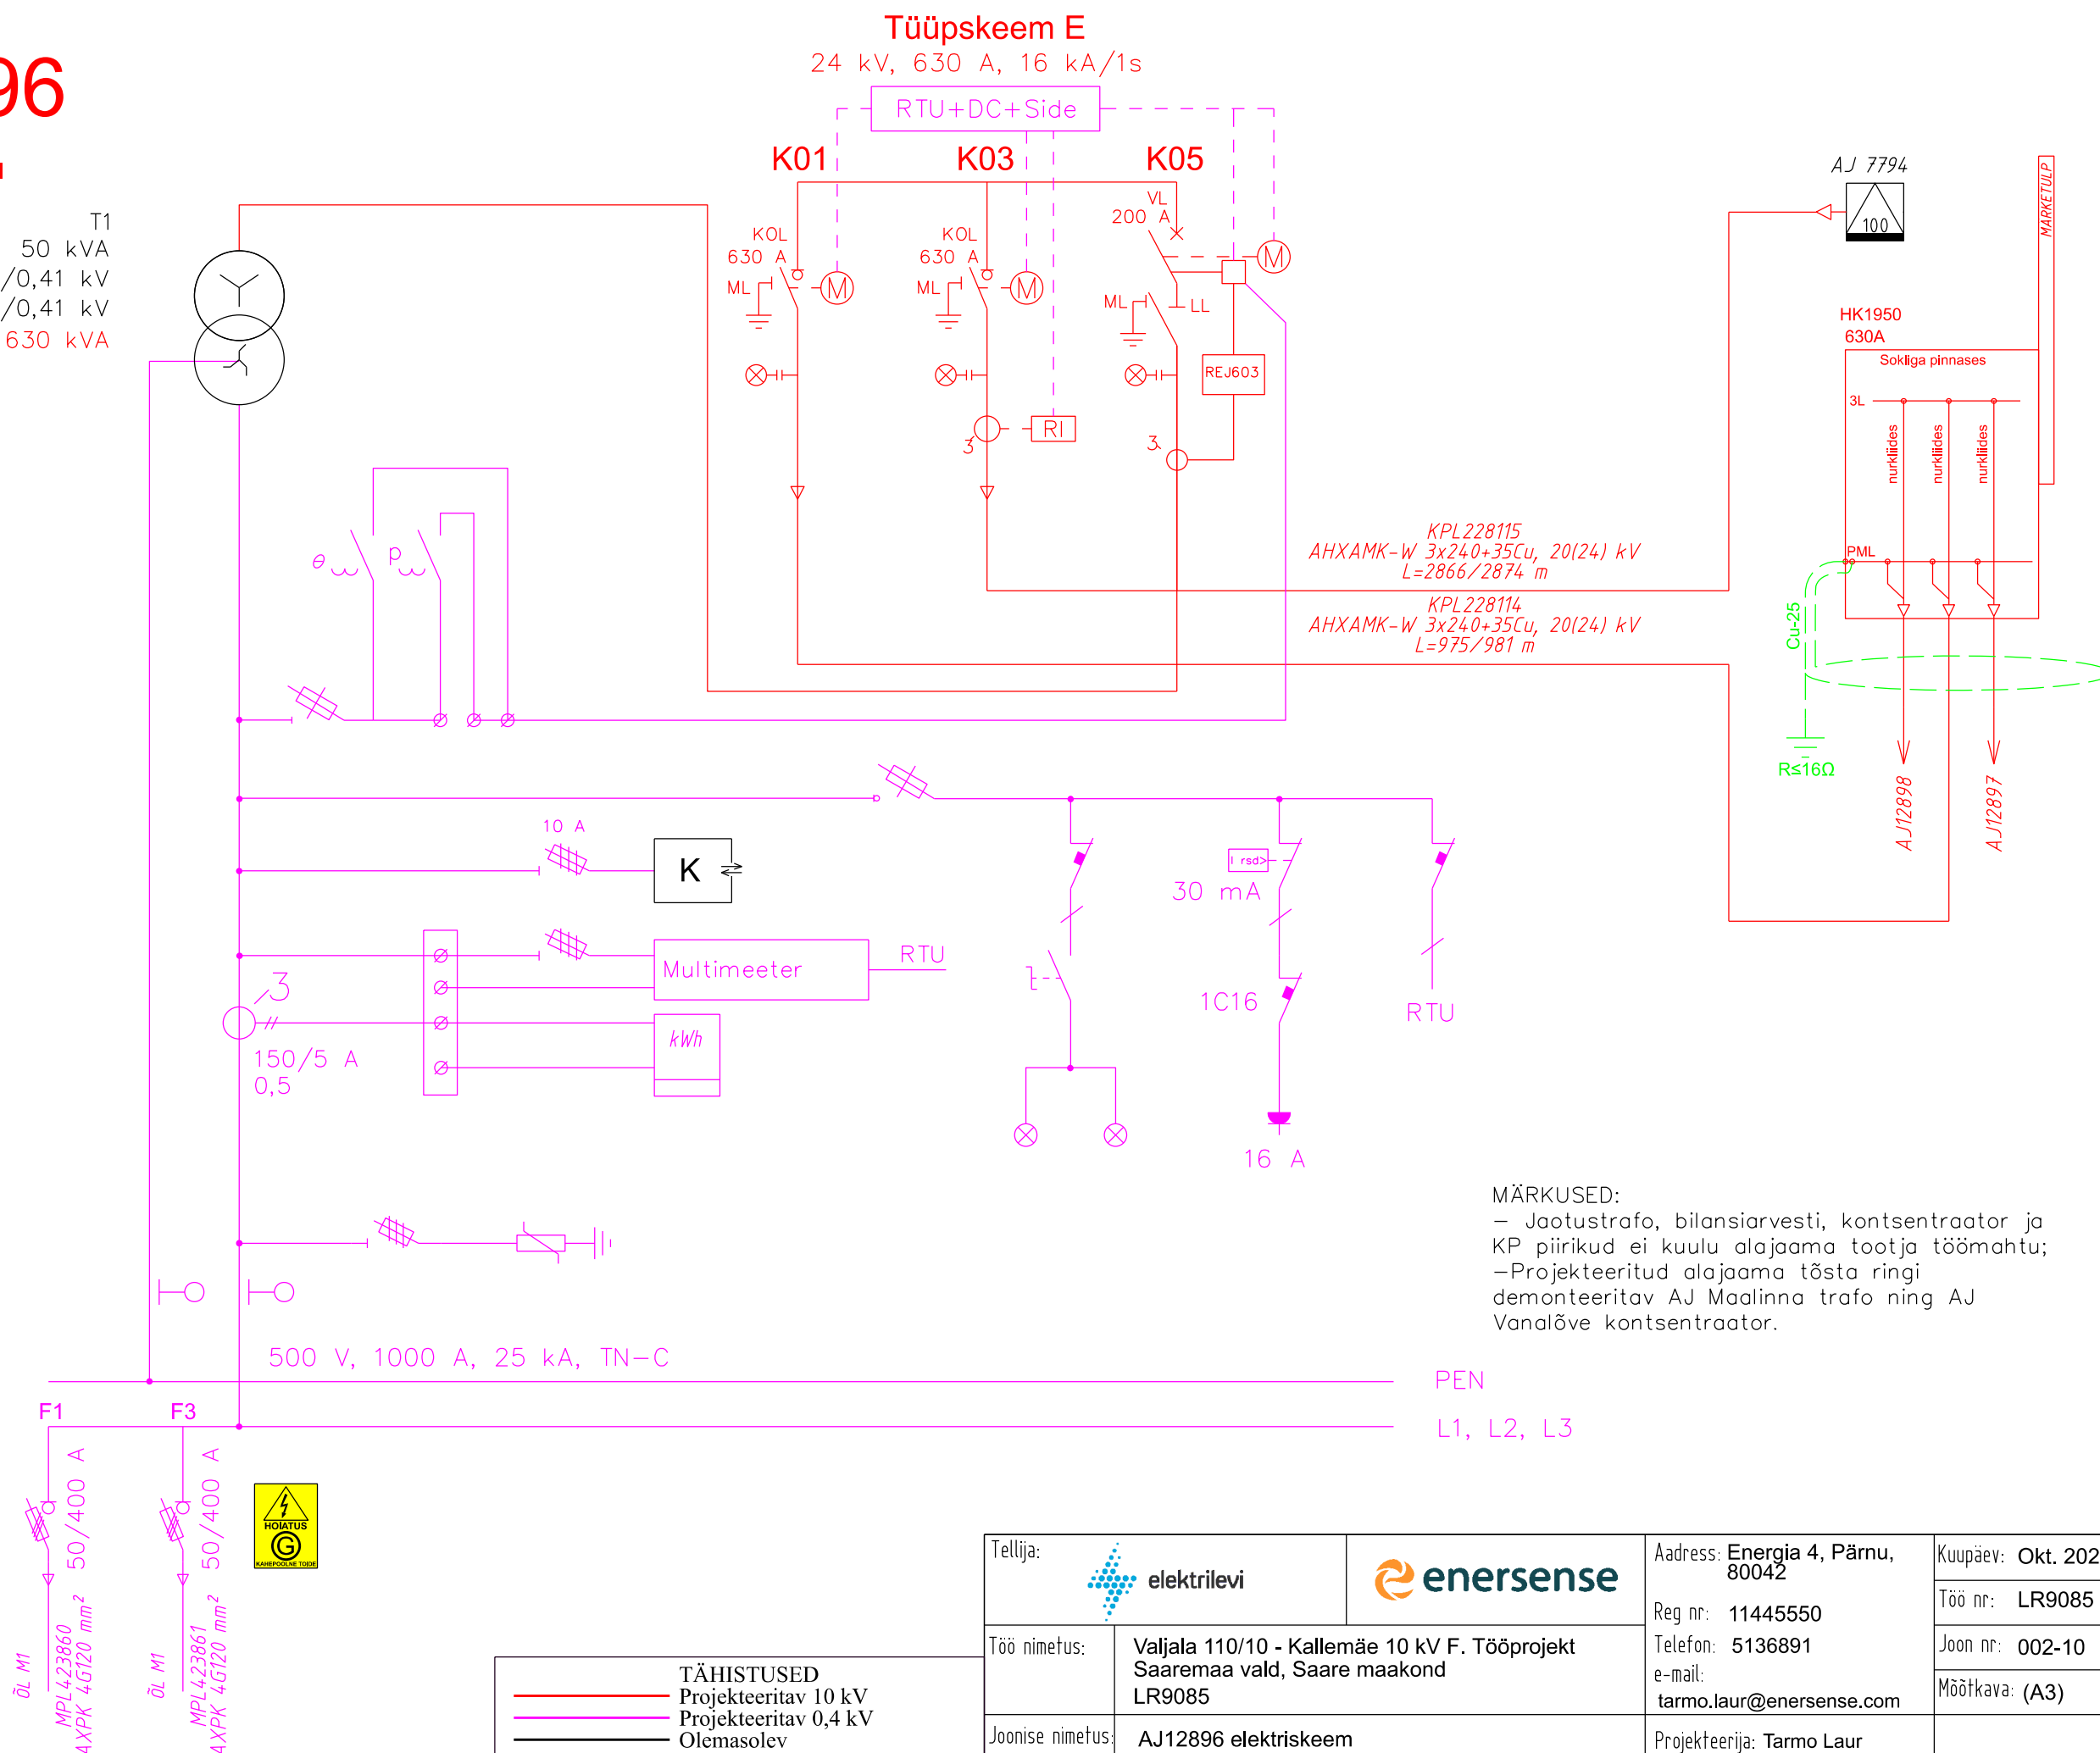 Tüüpskeem E
24 kV, 630 A, 16 kA/1s
96
RTU+DC+Side
K01
K03
K05
T1
50 kVA
/0,41 kV
/0,41 kV
630 kVA
KOL
630 A
ML
M
KOL
630 A
ML
M
VL
200 A
M
ML
LL
REJ603
3
RI
3
AJ 7794
100
MARKETULP
HK1950
630A
Sokliga pinnases
3L
nurkliides
nurkliides
nurkliides
PML
Cu-25
R≤16Ω
AJ12898
AJ12897
KPL228115
AHXAMK-W 3x240+35Cu, 20(24) kV
L=2866/2874 m
KPL228114
AHXAMK-W 3x240+35Cu, 20(24) kV
L=975/981 m
θ
p
10 A
K
Multimeeter
RTU
3
kWh
150/5 A
0,5
I rsd>
30 mA
1C16
16 A
RTU
MÄRKUSED:
- Jaotustrafo, bilansiarvesti, kontsentraator ja
KP piirikud ei kuulu alajaama tootja töömahtu;
-Projekteeritud alajaama tõsta ringi
demonteeritav AJ Maalinna trafo ning AJ
Vanalõve kontsentraator.
500 V, 1000 A, 25 kA, TN-C
PEN
L1, L2, L3
F1
F3
50/400 A
50/400 A
ÕL M1
MPL423860
AXPK 4G120 mm²
ÕL M1
MPL423861
AXPK 4G120 mm²
HOIATUS
G
KAHEPOOLNE TOIDE
TÄHISTUSED
Projekteeritav 10 kV
Projekteeritav 0,4 kV
Olemasolev
Tellija:
elektrilevi
enersense
Aadress: Energia 4, Pärnu,
80042
Reg nr: 11445550
Telefon: 5136891
e-mail:
tarmo.laur@enersense.com
Kuupäev: Okt. 202
Töö nr: LR9085
Joon nr: 002-10
Mõõtkava: (A3)
Töö nimetus: Valjala 110/10 - Kallemäe 10 kV F. Tööprojekt
Saaremaa vald, Saare maakond
LR9085
Joonise nimetus: AJ12896 elektriskeem
Projekteerija: Tarmo Laur